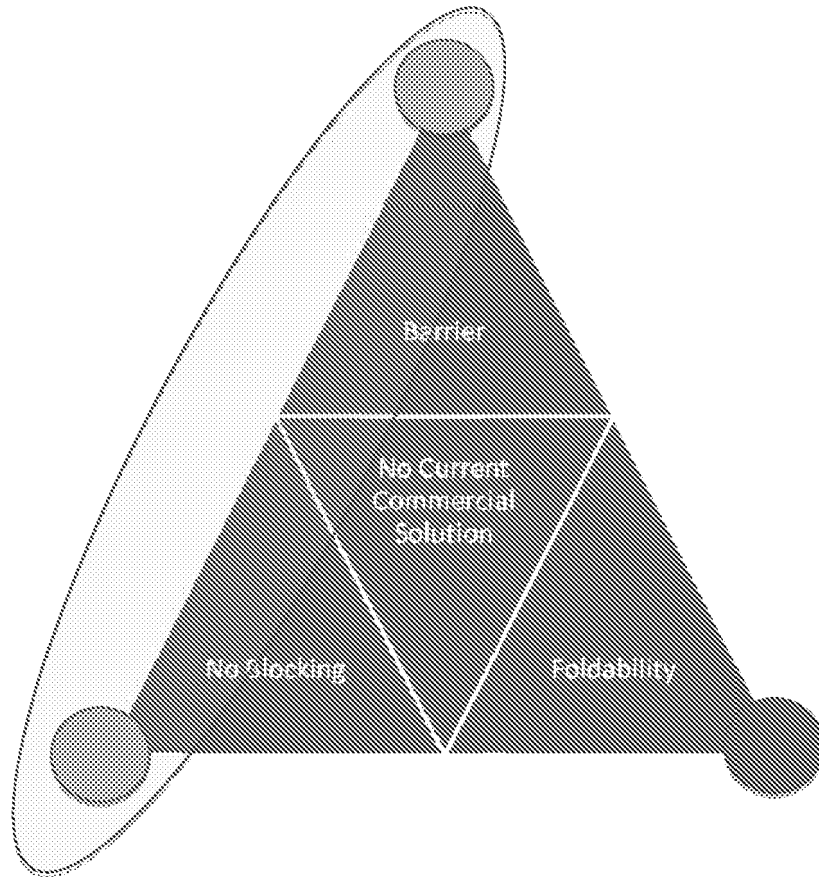 Barrier
No Current
Commercial
Solution
No Blocking
Foldability